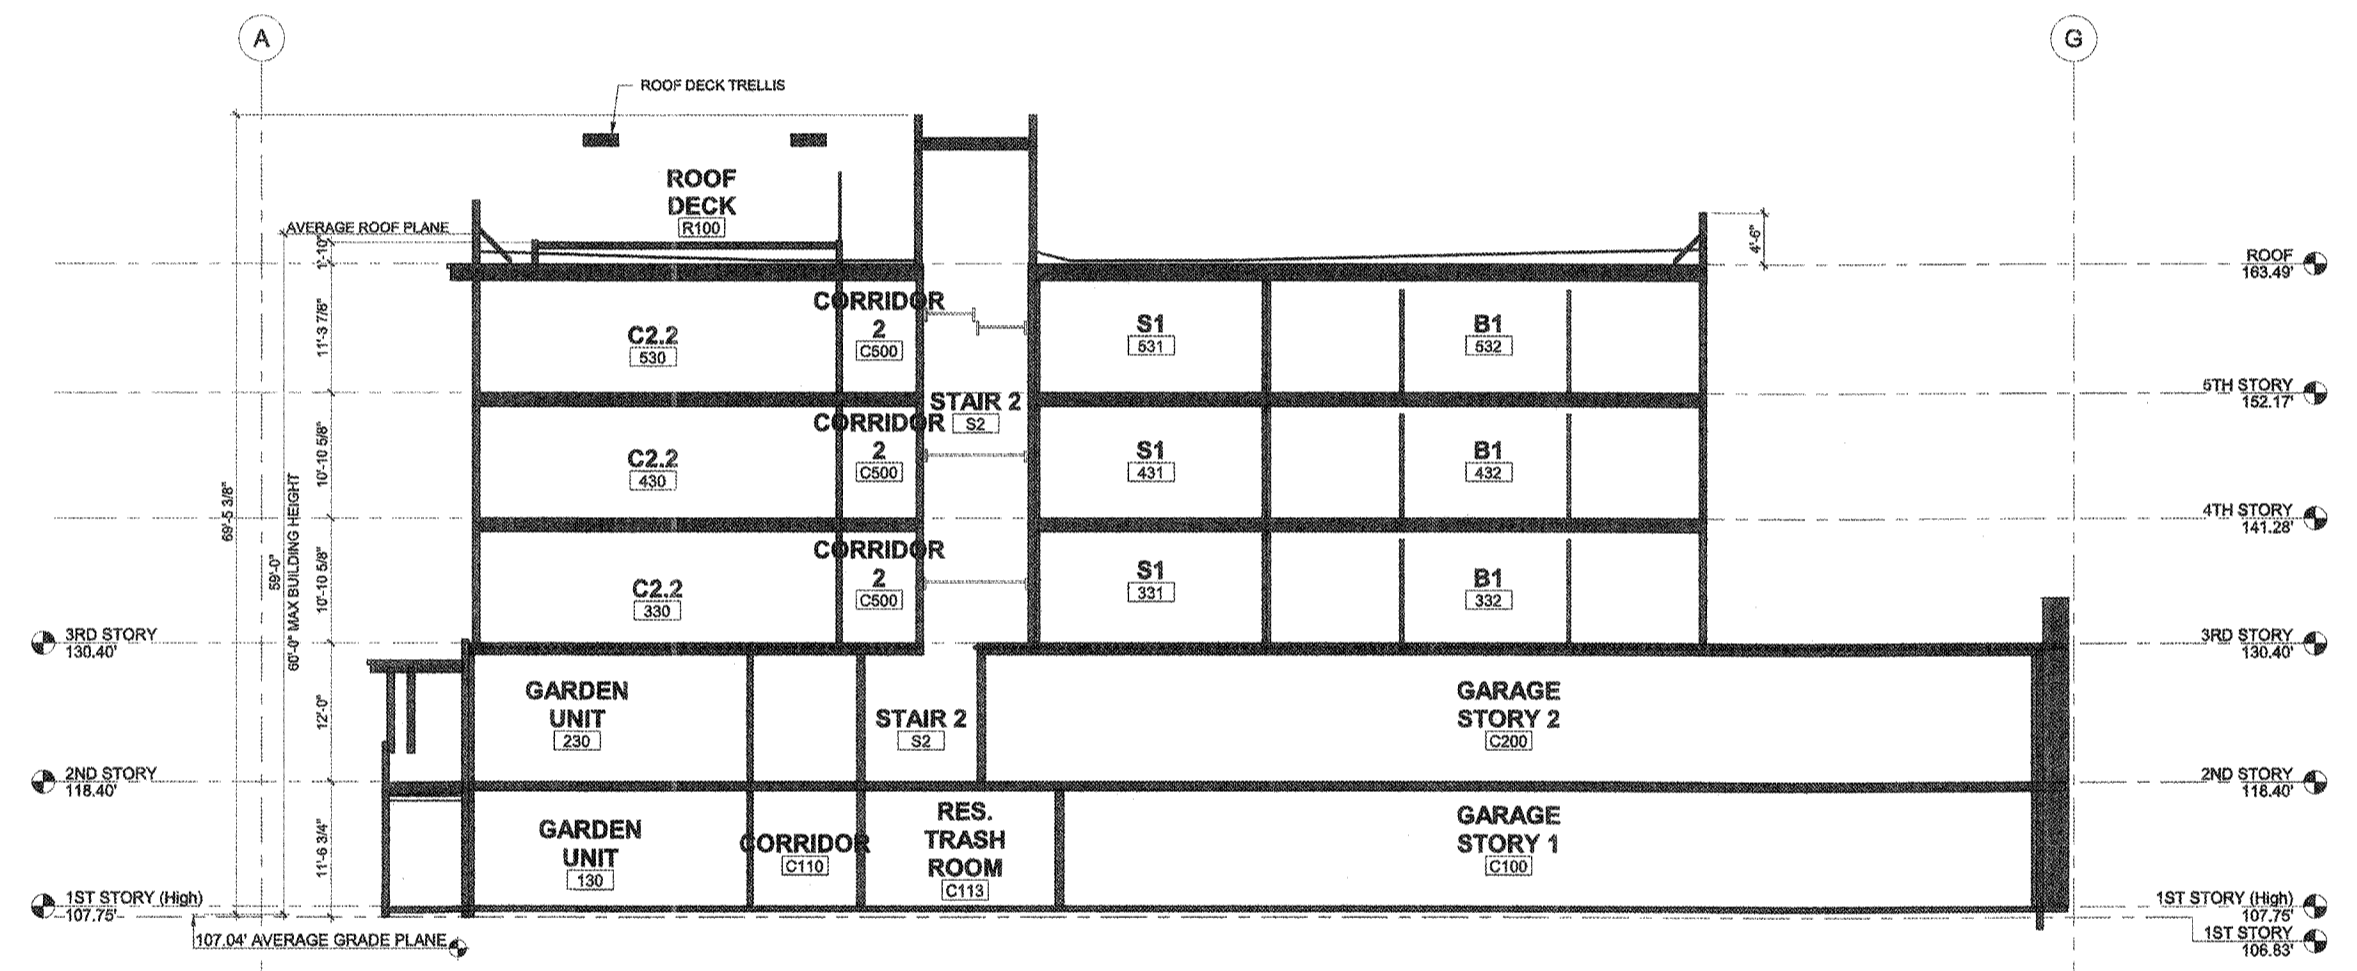 A
G
ROOF DECK TRELLIS
ROOF
DECK
R100
AVERAGE ROOF PLANE
1'-10"
4'-6"
ROOF
163.49'
11'-3 7/8"
C2.2
530
CORRIDOR
2
C500
S1
531
B1
532
5TH STORY
152.17'
STAIR 2
S2
10'-10 5/8"
C2.2
430
CORRIDOR
2
C500
S1
431
B1
432
4TH STORY
141.28'
69'-5 3/8"
59'-0"
60'-0" MAX BUILDING HEIGHT
10'-10 5/8"
C2.2
330
CORRIDOR
2
C500
S1
331
B1
332
3RD STORY
130.40'
3RD STORY
130.40'
12'-0"
GARDEN
UNIT
230
STAIR 2
S2
GARAGE
STORY 2
C200
2ND STORY
118.40'
2ND STORY
118.40'
11'-6 3/4"
GARDEN
UNIT
130
CORRIDOR
C110
RES.
TRASH
ROOM
C113
GARAGE
STORY 1
C100
1ST STORY (High)
107.75'
1ST STORY (High)
107.75'
107.04' AVERAGE GRADE PLANE
1ST STORY
106.83'